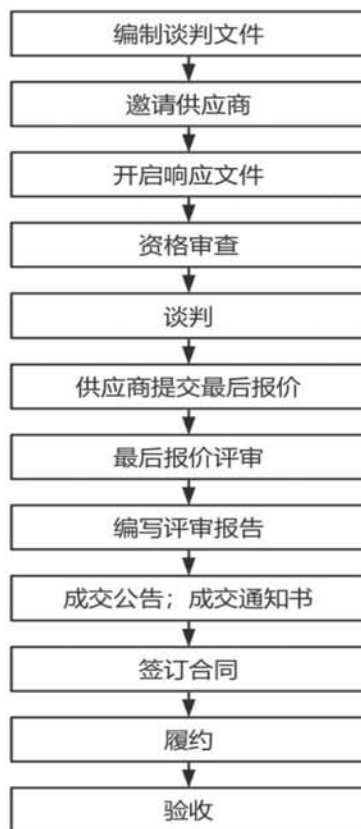 编制谈判文件
邀请供应商
开启响应文件
资格审查
谈判
供应商提交最后报价
最后报价评审
编写评审报告
成交公告；成交通知书
签订合同
履约
验收